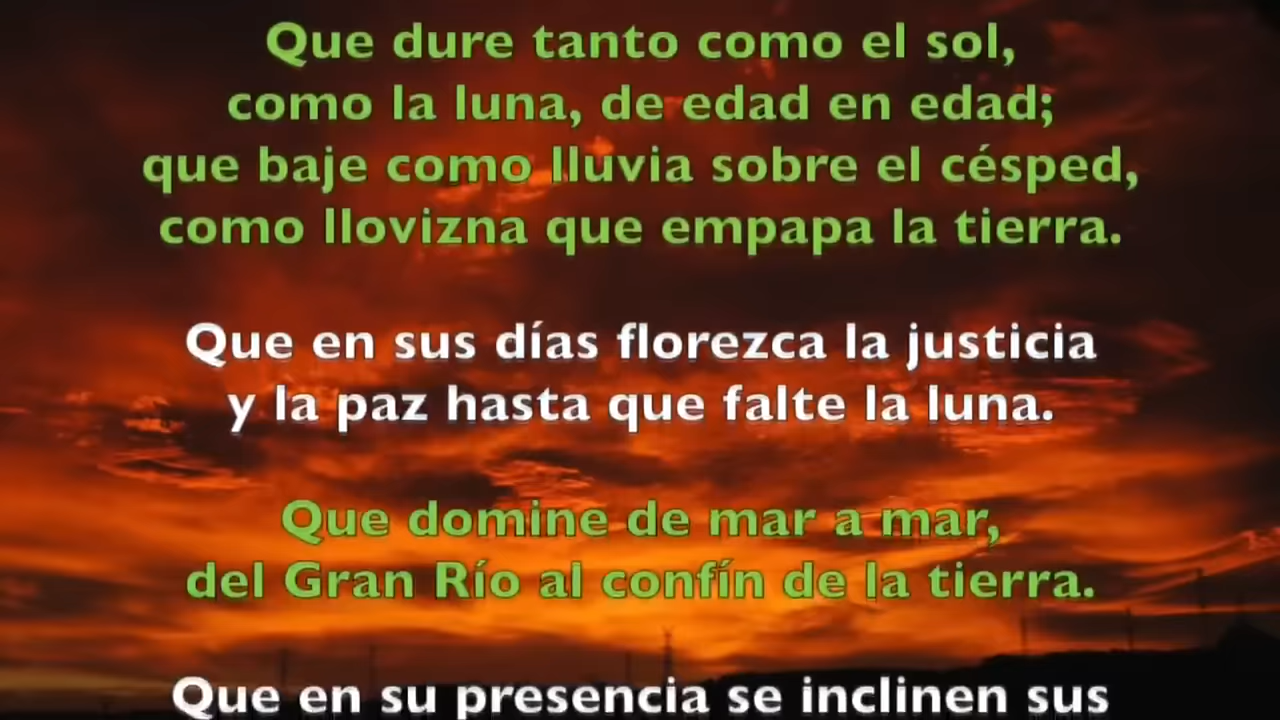 Que dure tanto como el sol,
como la luna, de edad en edad;
que baje como lluvia sobre el césped,
como llovizna que empapa la tierra.
Que en sus días florezca la justicia
y la paz hasta que falte la luna.
Que domine de mar a mar,
del Gran Río al confín de la tierra.
Que en su presencia se inclinen sus